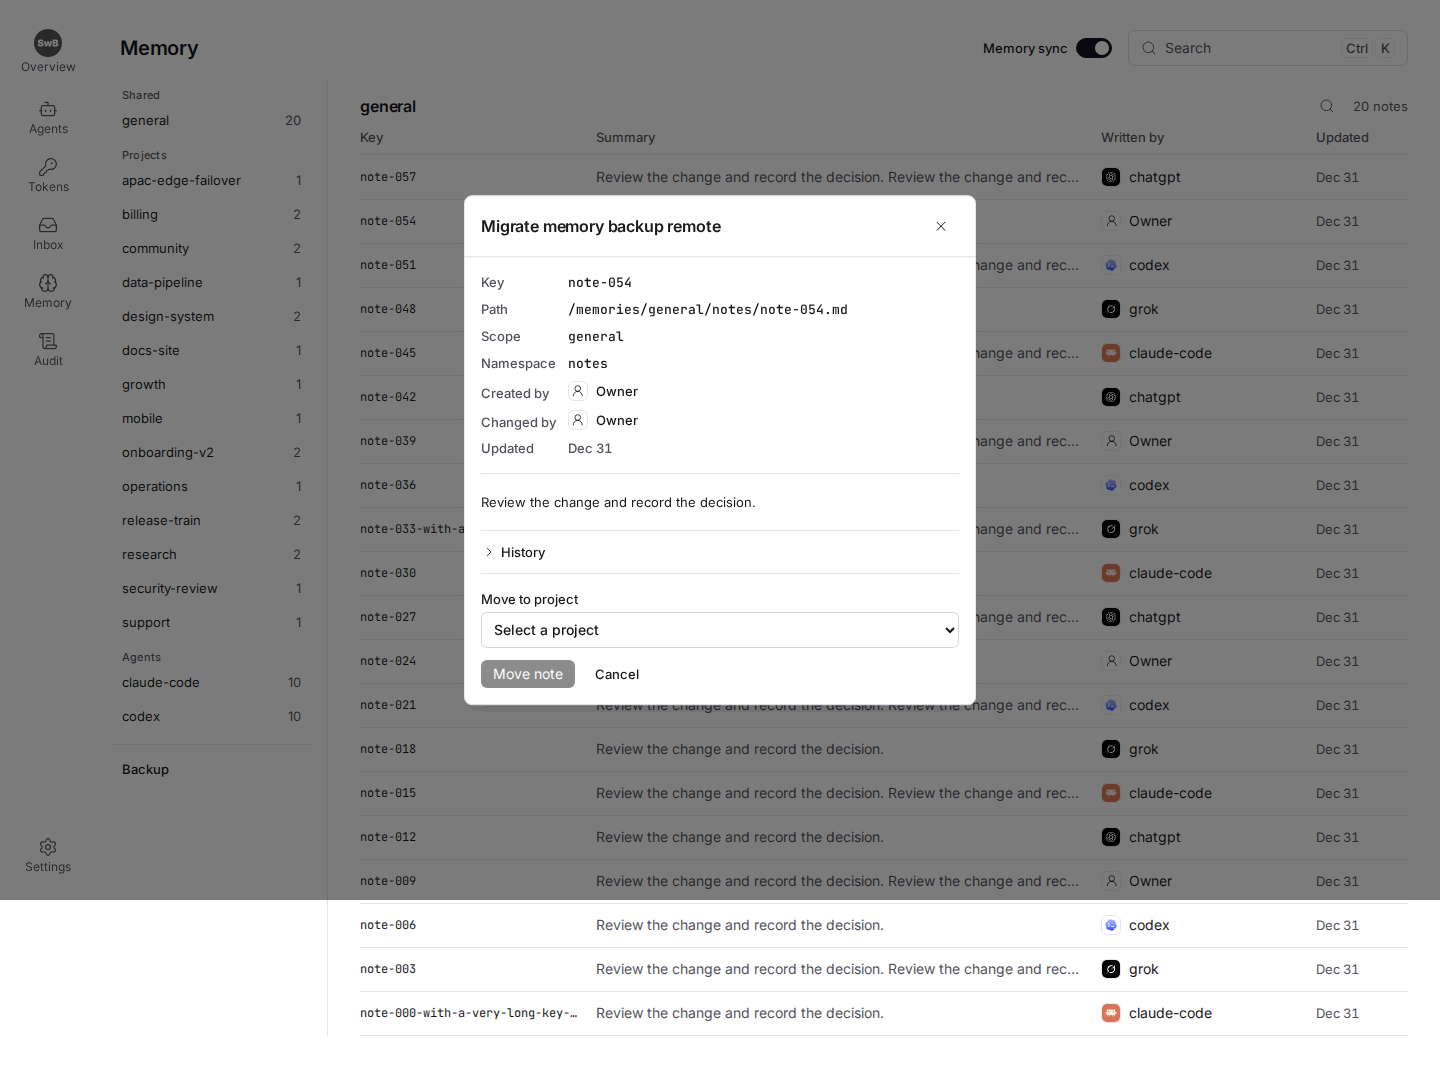 SwB
Overview
Agents
Tokens
Inbox
Memory
Audit
Settings
Memory
Memory sync
Search
Ctrl K
Shared
general 20
Projects
apac-edge-failover 1
billing 2
community 2
data-pipeline 1
design-system 2
docs-site 1
growth 1
mobile 1
onboarding-v2 2
operations 1
release-train 2
research 2
security-review 1
support 1
Agents
claude-code 10
codex 10
Backup
general
20 notes
Key Summary Written by Updated
note-057 Review the change and record the decision. Review the change and rec... chatgpt Dec 31
note-054 Owner Dec 31
note-051 ange and rec... codex Dec 31
note-048 grok Dec 31
note-045 ange and rec... claude-code Dec 31
note-042 chatgpt Dec 31
note-039 ange and rec... Owner Dec 31
note-036 codex Dec 31
note-033-with-a ange and rec... grok Dec 31
note-030 claude-code Dec 31
note-027 ange and rec... chatgpt Dec 31
note-024 Owner Dec 31
note-021 Review the change and record the decision. Review the change and rec... codex Dec 31
note-018 Review the change and record the decision. grok Dec 31
note-015 Review the change and record the decision. Review the change and rec... claude-code Dec 31
note-012 Review the change and record the decision. chatgpt Dec 31
note-009 Review the change and record the decision. Review the change and rec... Owner Dec 31
note-006 Review the change and record the decision. codex Dec 31
note-003 Review the change and record the decision. Review the change and rec... grok Dec 31
note-000-with-a-very-long-key-… Review the change and record the decision. claude-code Dec 31
Migrate memory backup remote
Key note-054
Path /memories/general/notes/note-054.md
Scope general
Namespace notes
Created by Owner
Changed by Owner
Updated Dec 31
Review the change and record the decision.
History
Move to project
Select a project
Move note Cancel